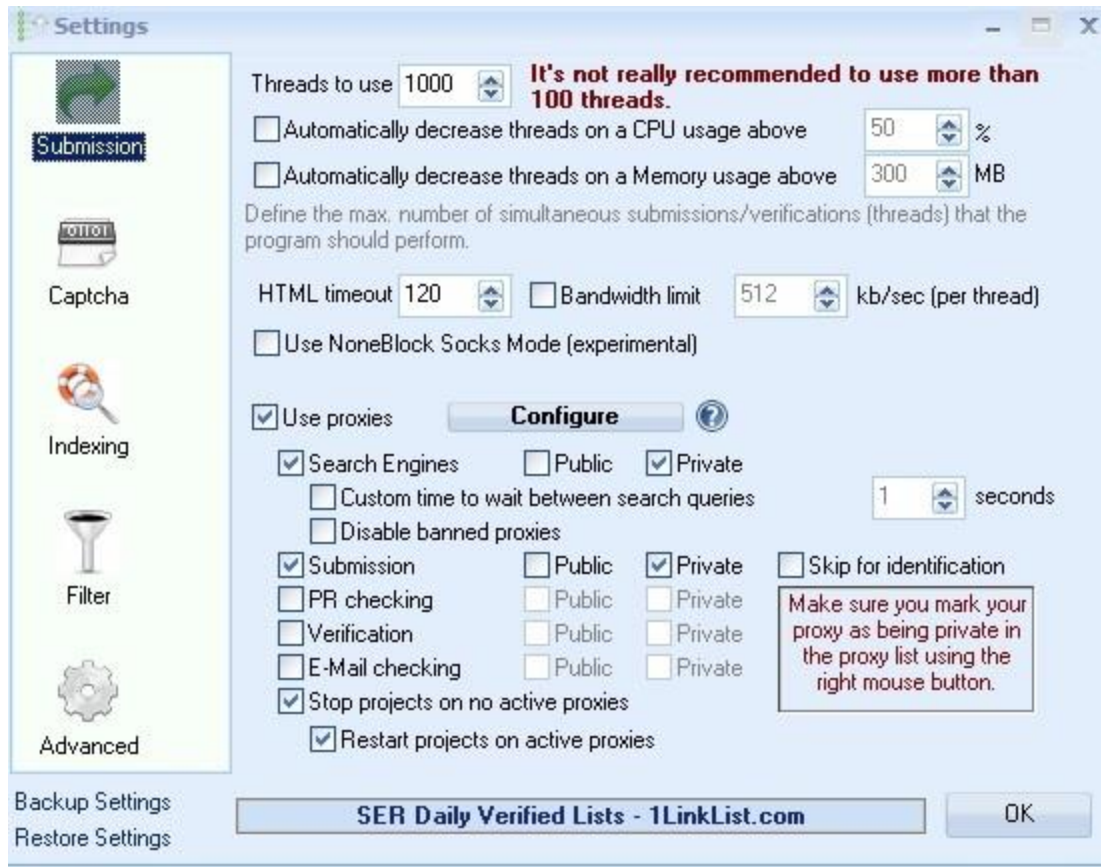 Settings
Submission
Captcha
Indexing
Filter
Advanced
Backup Settings
Restore Settings
Threads to use 1000 It's not really recommended to use more than
100 threads.
Automatically decrease threads on a CPU usage above 50 %
Automatically decrease threads on a Memory usage above 300 MB
Define the max. number of simultaneous submissions/verifications (threads) that the
program should perform.
HTML timeout 120 Bandwidth limit 512 kb/sec (per thread)
Use NoneBlock Socks Mode (experimental)
Use proxies Configure ?
Search Engines Public Private
Custom time to wait between search queries 1 seconds
Disable banned proxies
Submission Public Private Skip for identification
PR checking Public Private
Verification Public Private
E-Mail checking Public Private
Make sure you mark your
proxy as being private in
the proxy list using the
right mouse button.
Stop projects on no active proxies
Restart projects on active proxies
SER Daily Verified Lists - 1LinkList.com
OK